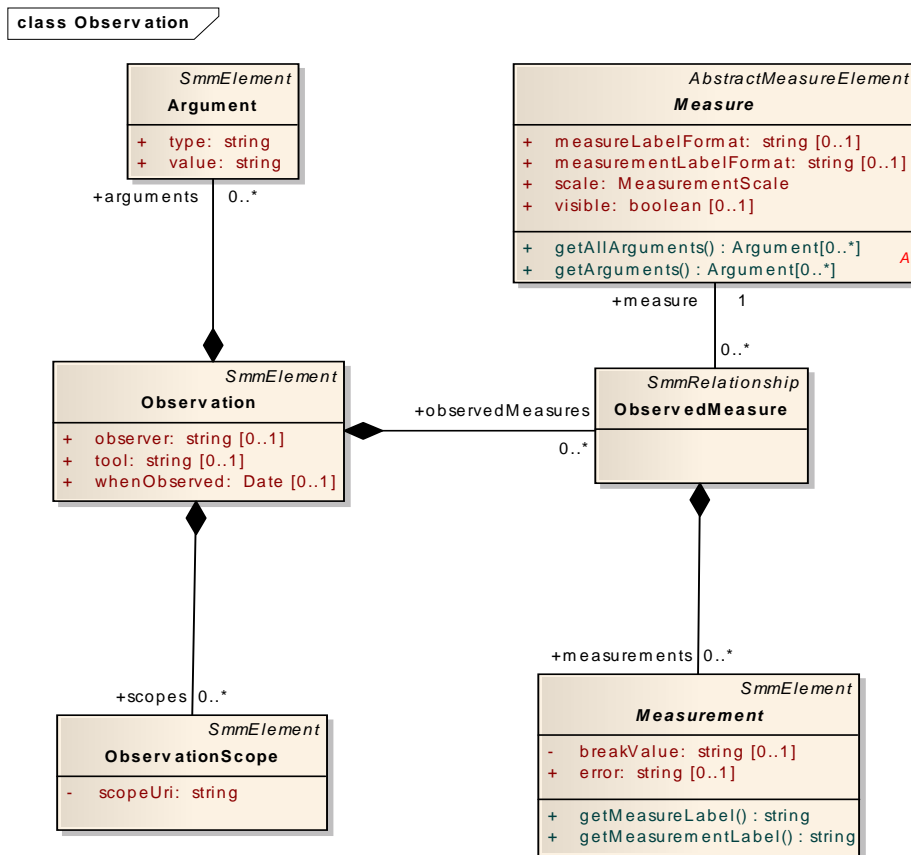 class Observation
SmmElement
Argument
+ type: string
+ value: string
+arguments 0..*
AbstractMeasureElement
Measure
+ measureLabelFormat: string [0..1]
+ measurementLabelFormat: string [0..1]
+ scale: MeasurementScale
+ visible: boolean [0..1]
+ getAllArguments() : Argument[0..*]
+ getArguments() : Argument[0..*]
A
+measure 1
0..*
SmmElement
Observation
+ observer: string [0..1]
+ tool: string [0..1]
+ whenObserved: Date [0..1]
+observedMeasures
0..*
SmmRelationship
ObservedMeasure
+scopes 0..*
SmmElement
ObservationScope
- scopeUri: string
+measurements 0..*
SmmElement
Measurement
- breakValue: string [0..1]
+ error: string [0..1]
+ getMeasureLabel() : string
+ getMeasurementLabel() : string